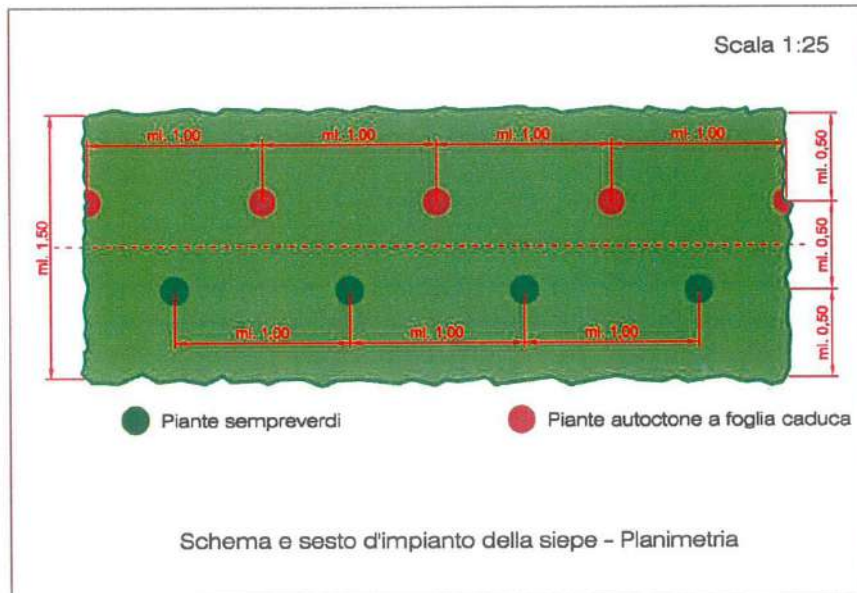 Scala 1:25
ml. 1,00 ml. 1,00 ml. 1,00 ml. 1,00
ml. 0,50
ml. 1,50
ml. 0,50
ml. 1,00 ml. 1,00 ml. 1,00
ml. 0,50
Piante sempreverdi
Piante autoctone a foglia caduca
Schema e sesto d'impianto della siepe - Planimetria